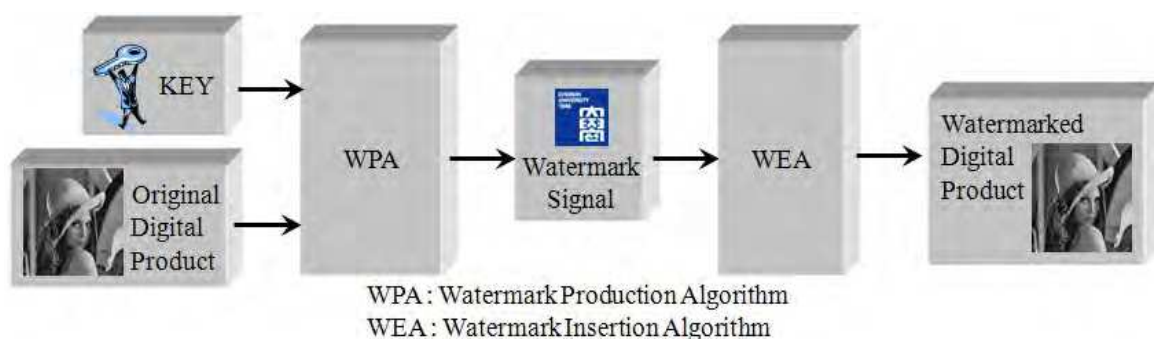 KEY
Original
Digital
Product
WPA
Watermark
Signal
WEA
Watermarked
Digital
Product
WPA : Watermark Production Algorithm
WEA : Watermark Insertion Algorithm